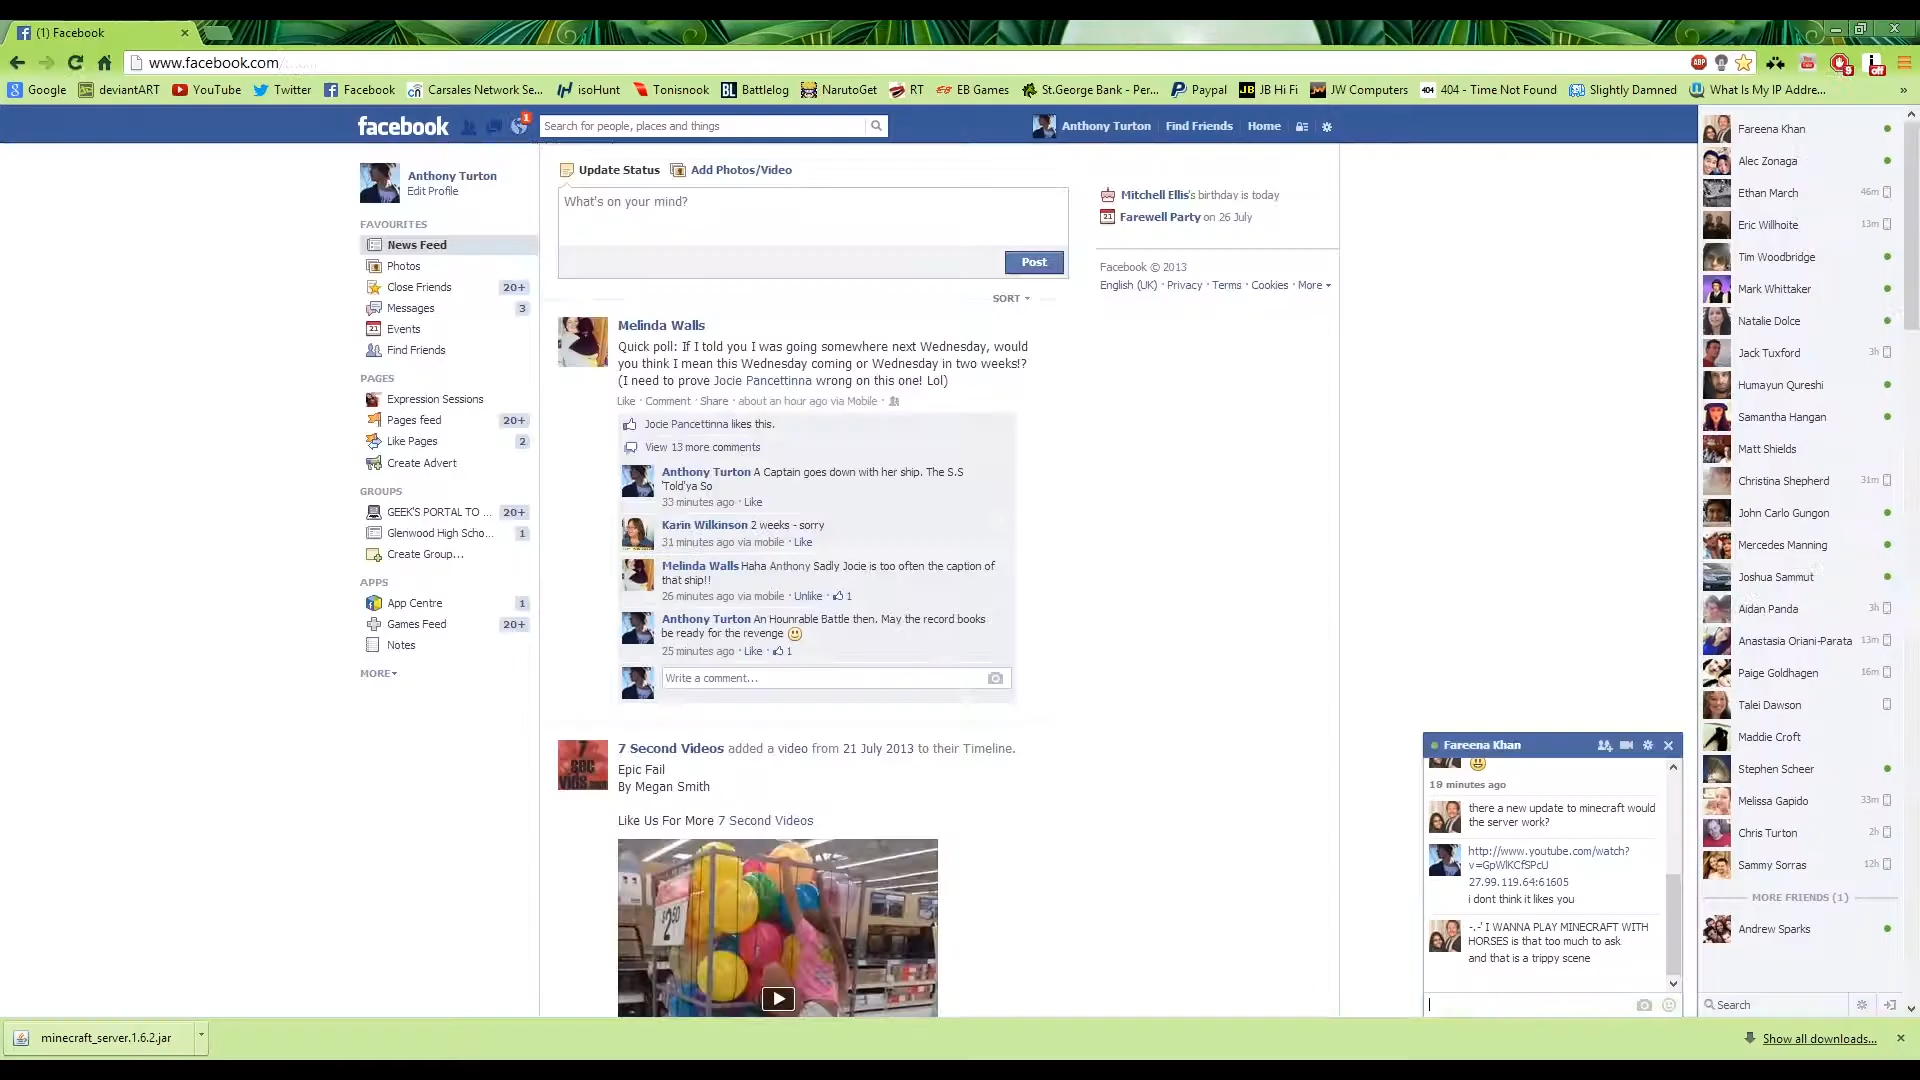 (1) Facebook
www.facebook.com
ABP
9
off
Google
deviantART
YouTube
Twitter
Facebook
Carsales Network Se...
isoHunt
Tonisnook
Battlelog
NarutoGet
RT
EB Games
St.George Bank - Per...
Paypal
JB Hi Fi
JW Computers
404 - Time Not Found
Slightly Damned
What Is My IP Addre...
»
facebook
1
Search for people, places and things
Anthony Turton
Find Friends
Home
Anthony Turton
Edit Profile
FAVOURITES
News Feed
Photos
Close Friends 20+
Messages 3
Events
Find Friends
PAGES
Expression Sessions
Pages feed 20+
Like Pages 2
Create Advert
GROUPS
GEEK'S PORTAL TO ... 20+
Glenwood High Scho... 1
Create Group...
APPS
App Centre 1
Games Feed 20+
Notes
MORE
Update Status
Add Photos/Video
What's on your mind?
Post
SORT
Melinda Walls
Quick poll: If I told you I was going somewhere next Wednesday, would
you think I mean this Wednesday coming or Wednesday in two weeks!?
(I need to prove Jocie Pancettinna wrong on this one! Lol)
Like · Comment · Share · about an hour ago via Mobile ·
Jocie Pancettinna likes this.
View 13 more comments
Anthony Turton A Captain goes down with her ship. The S.S
'Told'ya So
33 minutes ago · Like
Karin Wilkinson 2 weeks - sorry
31 minutes ago via mobile · Like
Melinda Walls Haha Anthony Sadly Jocie is too often the caption of
that ship!!
26 minutes ago via mobile · Unlike · 1
Anthony Turton An Hounrable Battle then. May the record books
be ready for the revenge
25 minutes ago · Like · 1
Write a comment...
7 Second Videos added a video from 21 July 2013 to their Timeline.
Epic Fail
By Megan Smith
Like Us For More 7 Second Videos
Mitchell Ellis's birthday is today
Farewell Party on 26 July
Facebook © 2013
English (UK) · Privacy · Terms · Cookies · More
Fareena Khan
19 minutes ago
there a new update to minecraft would
the server work?
http://www.youtube.com/watch?
v=GpWlKCfSPcU
27.99.119.64:61605
i dont think it likes you
-.-' I WANNA PLAY MINECRAFT WITH
HORSES is that too much to ask
and that is a trippy scene
Fareena Khan
Alec Zonaga
Ethan March 46m
Eric Willhoite 13m
Tim Woodbridge
Mark Whittaker
Natalie Dolce
Jack Tuxford 3h
Humayun Qureshi
Samantha Hangan
Matt Shields
Christina Shepherd 31m
John Carlo Gungon
Mercedes Manning
Joshua Sammut
Aidan Panda 3h
Anastasia Oriani-Parata 13m
Paige Goldhagen 16m
Talei Dawson
Maddie Croft
Stephen Scheer
Melissa Gapido 33m
Chris Turton 2h
Sammy Sorras 12h
MORE FRIENDS (1)
Andrew Sparks
Search
minecraft_server.1.6.2.jar
Show all downloads...